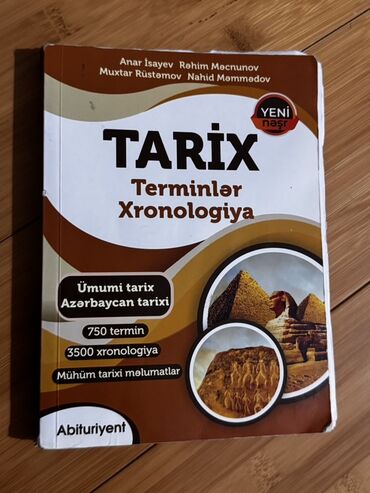 Anar İsayev Rəhim Məcnunov
Muxtar Rüstəmov Nahid Məmmədov
YENİ
nəşr
TARİX
Terminlər
Xronologiya
Ümumi tarix
Azərbaycan tarixi
750 termin
3500 xronologiya
Mühüm tarixi məlumatlar
Abituriyent